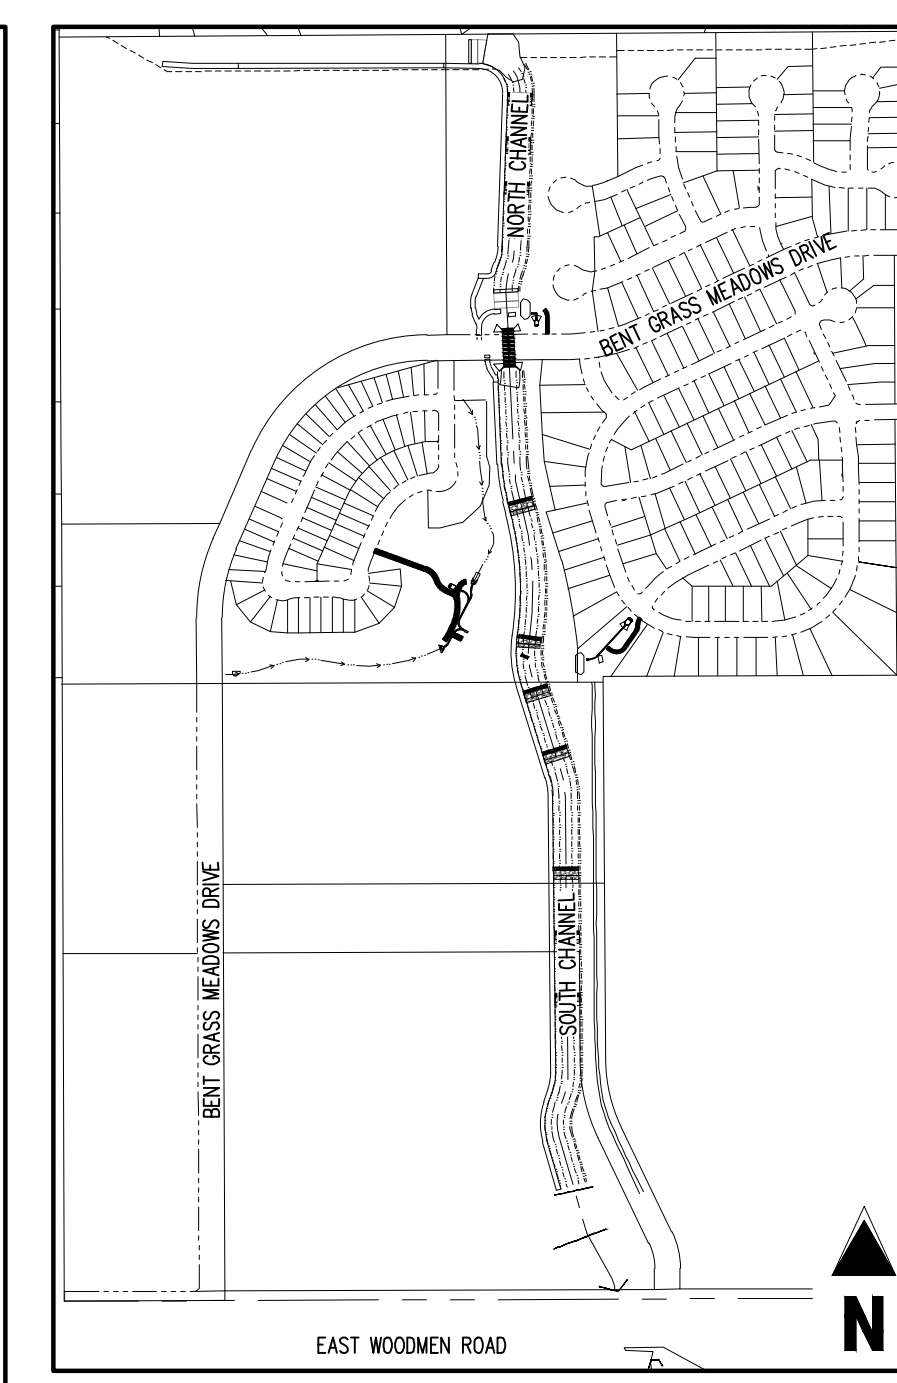 NORTH CHANNEL
BENT GRASS MEADOWS DRIVE
BENT GRASS MEADOWS DRIVE
SOUTH CHANNEL
EAST WOODMEN ROAD
N